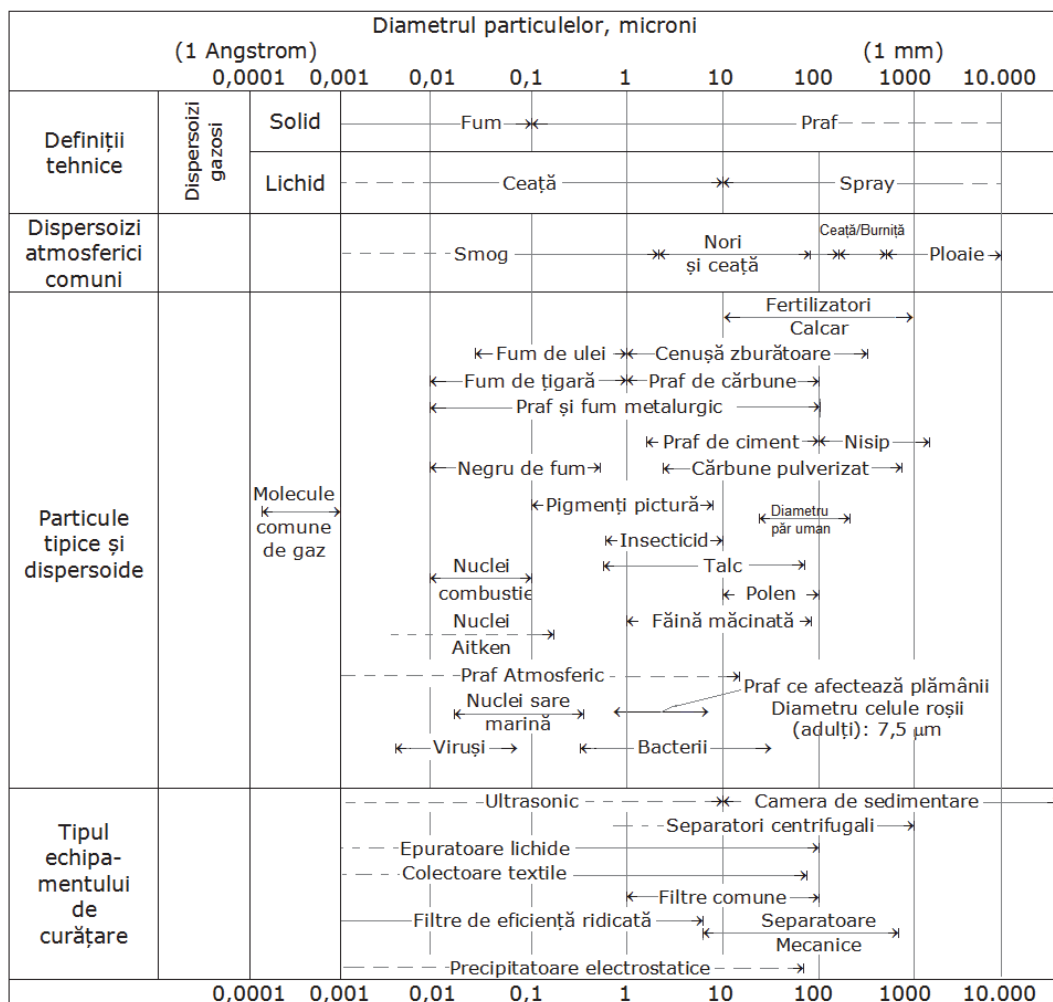 Diametrul particulelor, microni
(1 Angstrom) (1 mm)
0,0001 0,001 0,01 0,1 1 10 100 1000 10.000
Definiții
tehnice
Dispersoizi
gazosi
Solid
Fum
Praf
Lichid
Ceață
Spray
Dispersoizi
atmosferici
comuni
Smog
Nori
și ceață
Ceață/Burniță
Ploaie
Particule
tipice și
dispersoide
Molecule
comune
de gaz
Fertilizatori
Calcar
Fum de ulei
Cenușă zburătoare
Fum de țigară
Praf de cărbune
Praf și fum metalurgic
Praf de ciment
Nisip
Negru de fum
Cărbune pulverizat
Pigmenți pictură
Diametru
păr uman
Insecticid
Nuclei
combustie
Talc
Polen
Nuclei
Aitken
Făină măcinată
Praf Atmosferic
Praf ce afectează plămânii
Diametru celule roșii
(adulți): 7,5 µm
Nuclei sare
marină
Viruși
Bacterii
Tipul
echipa-
mentului
de
curățare
Ultrasonic
Camera de sedimentare
Separatori centrifugali
Epuratoare lichide
Colectoare textile
Filtre comune
Filtre de eficiență ridicată
Separatoare
Mecanice
Precipitatoare electrostatice
0,0001 0,001 0,01 0,1 1 10 100 1000 10.000